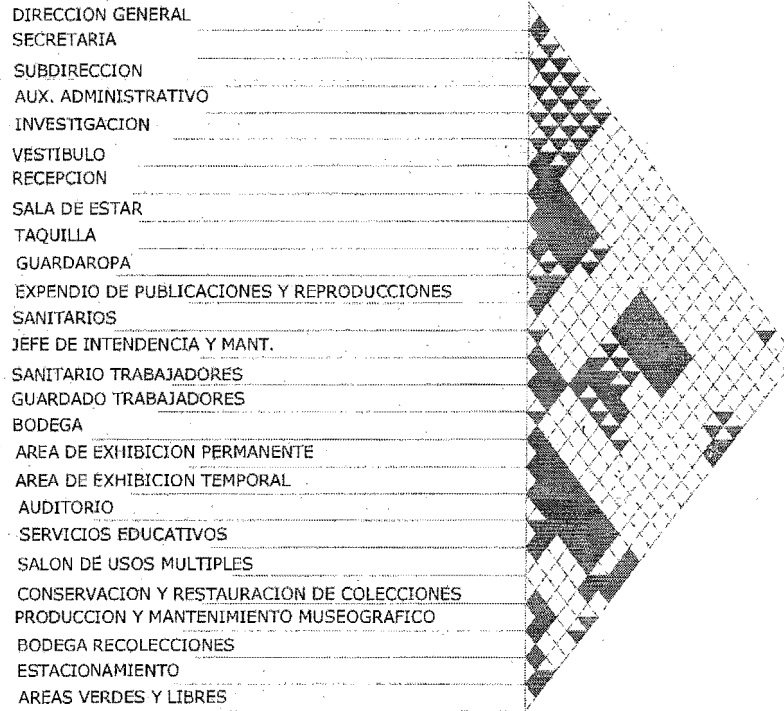 DIRECCION GENERAL
SECRETARIA
SUBDIRECCION
AUX. ADMINISTRATIVO
INVESTIGACION
VESTIBULO
RECEPCION
SALA DE ESTAR
TAQUILLA
GUARDAROPA
EXPENDIO DE PUBLICACIONES Y REPRODUCCIONES
SANITARIOS
JEFE DE INTENDENCIA Y MANT.
SANITARIO TRABAJADORES
GUARDADO TRABAJADORES
BODEGA
AREA DE EXHIBICION PERMANENTE
AREA DE EXHIBICION TEMPORAL
AUDITORIO
SERVICIOS EDUCATIVOS
SALON DE USOS MULTIPLES
CONSERVACION Y RESTAURACION DE COLECCIONES
PRODUCCION Y MANTENIMIENTO MUSEOGRAFICO
BODEGA RECOLECCIONES
ESTACIONAMIENTO
AREAS VERDES Y LIBRES